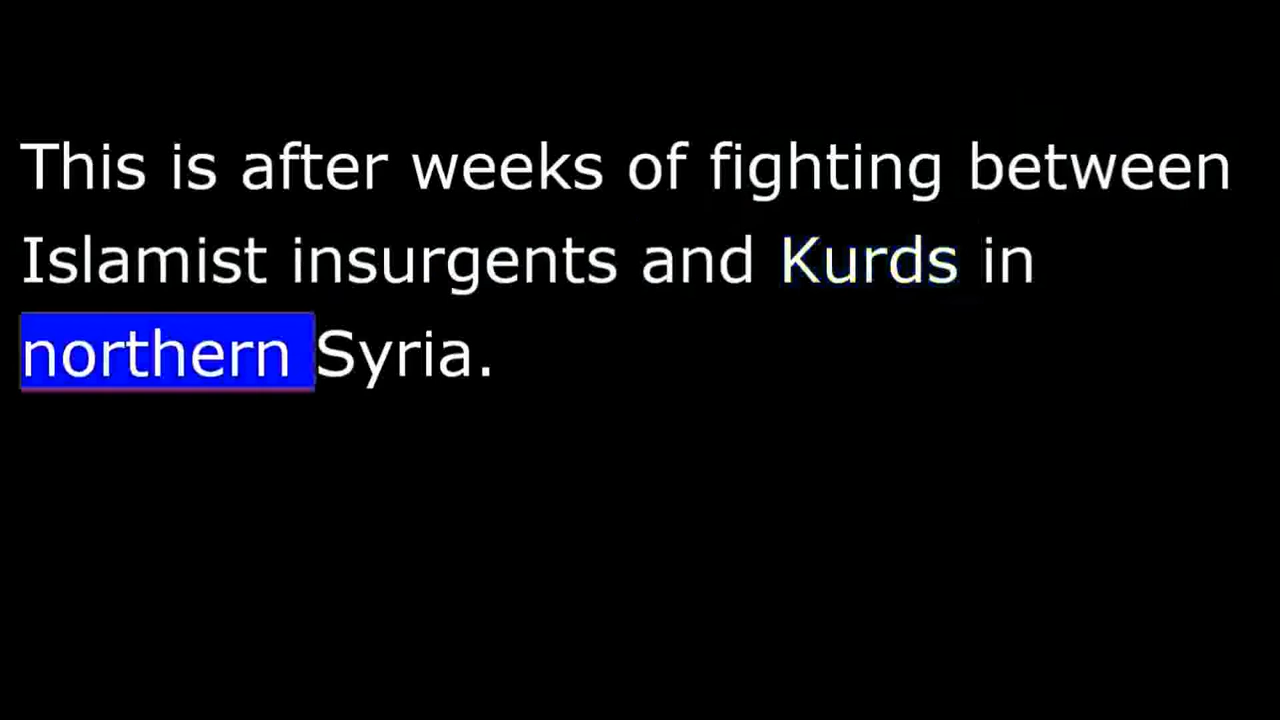 This is after weeks of fighting between
Islamist insurgents and Kurds in
northern Syria.